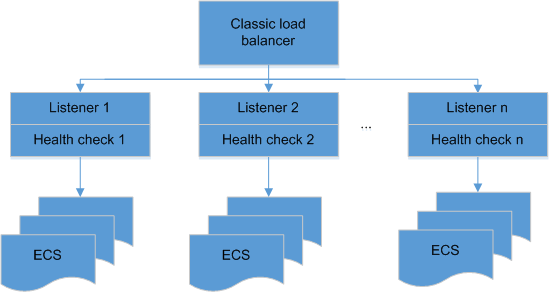 Classic load
balancer
Listener 1
Listener 2
Listener n
Health check 1
Health check 2
...
Health check n
ECS
ECS
ECS